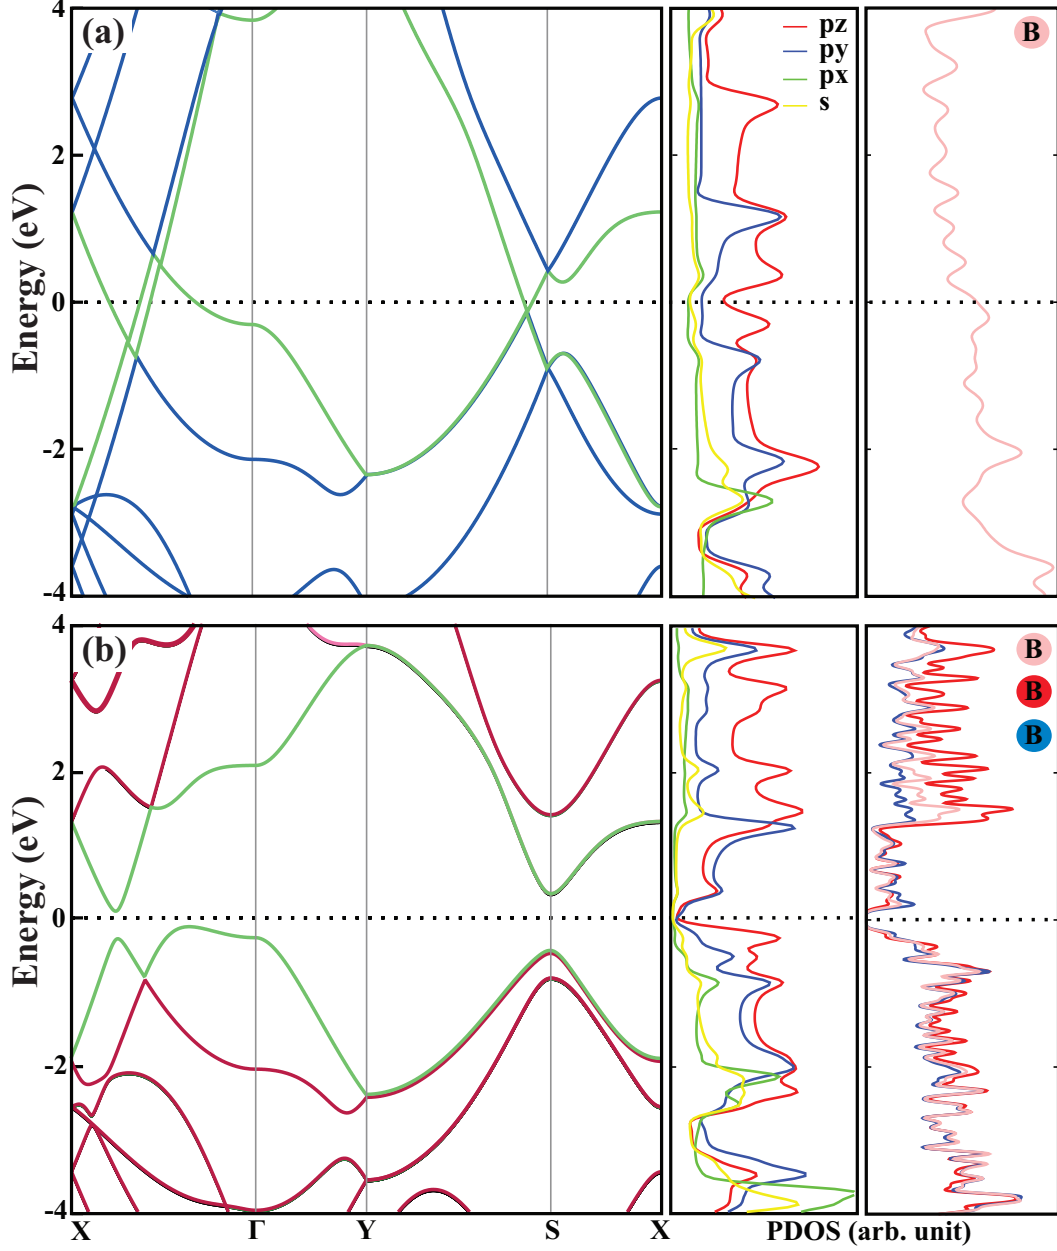 (a)
4
2
0
-2
-4
Energy (eV)
pz
py
px
s
B
(b)
4
2
0
-2
-4
Energy (eV)
B
B
B
X Γ Y S X
PDOS (arb. unit)